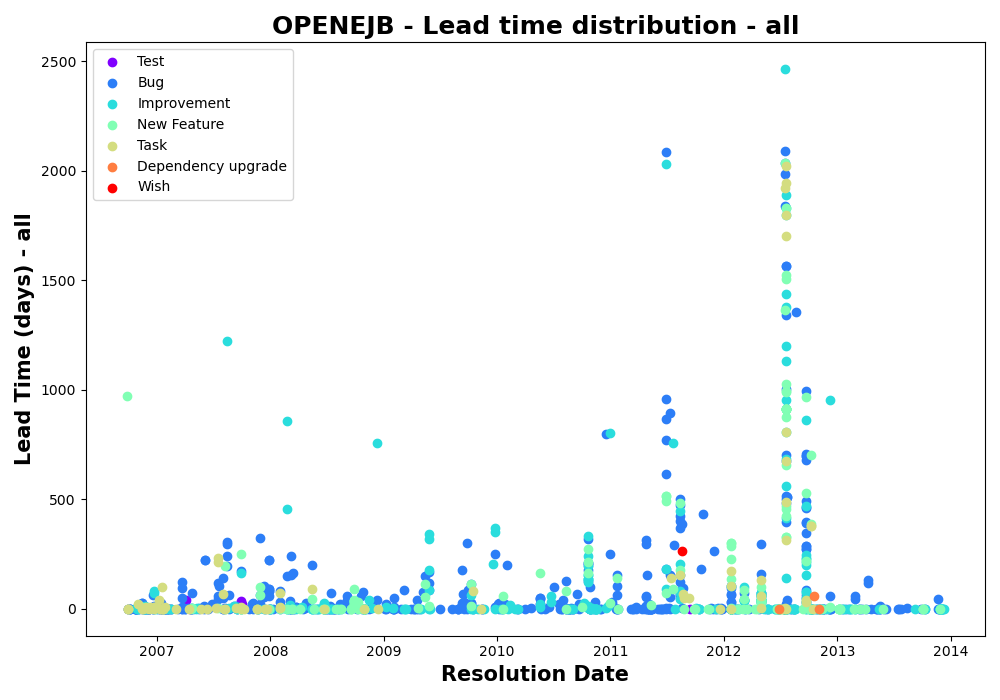 OPENEJB - Lead time distribution - all
Test
Bug
Improvement
New Feature
Task
Dependency upgrade
Wish
Lead Time (days) - all
2500
2000
1500
1000
500
0
2007 2008 2009 2010 2011 2012 2013 2014
Resolution Date